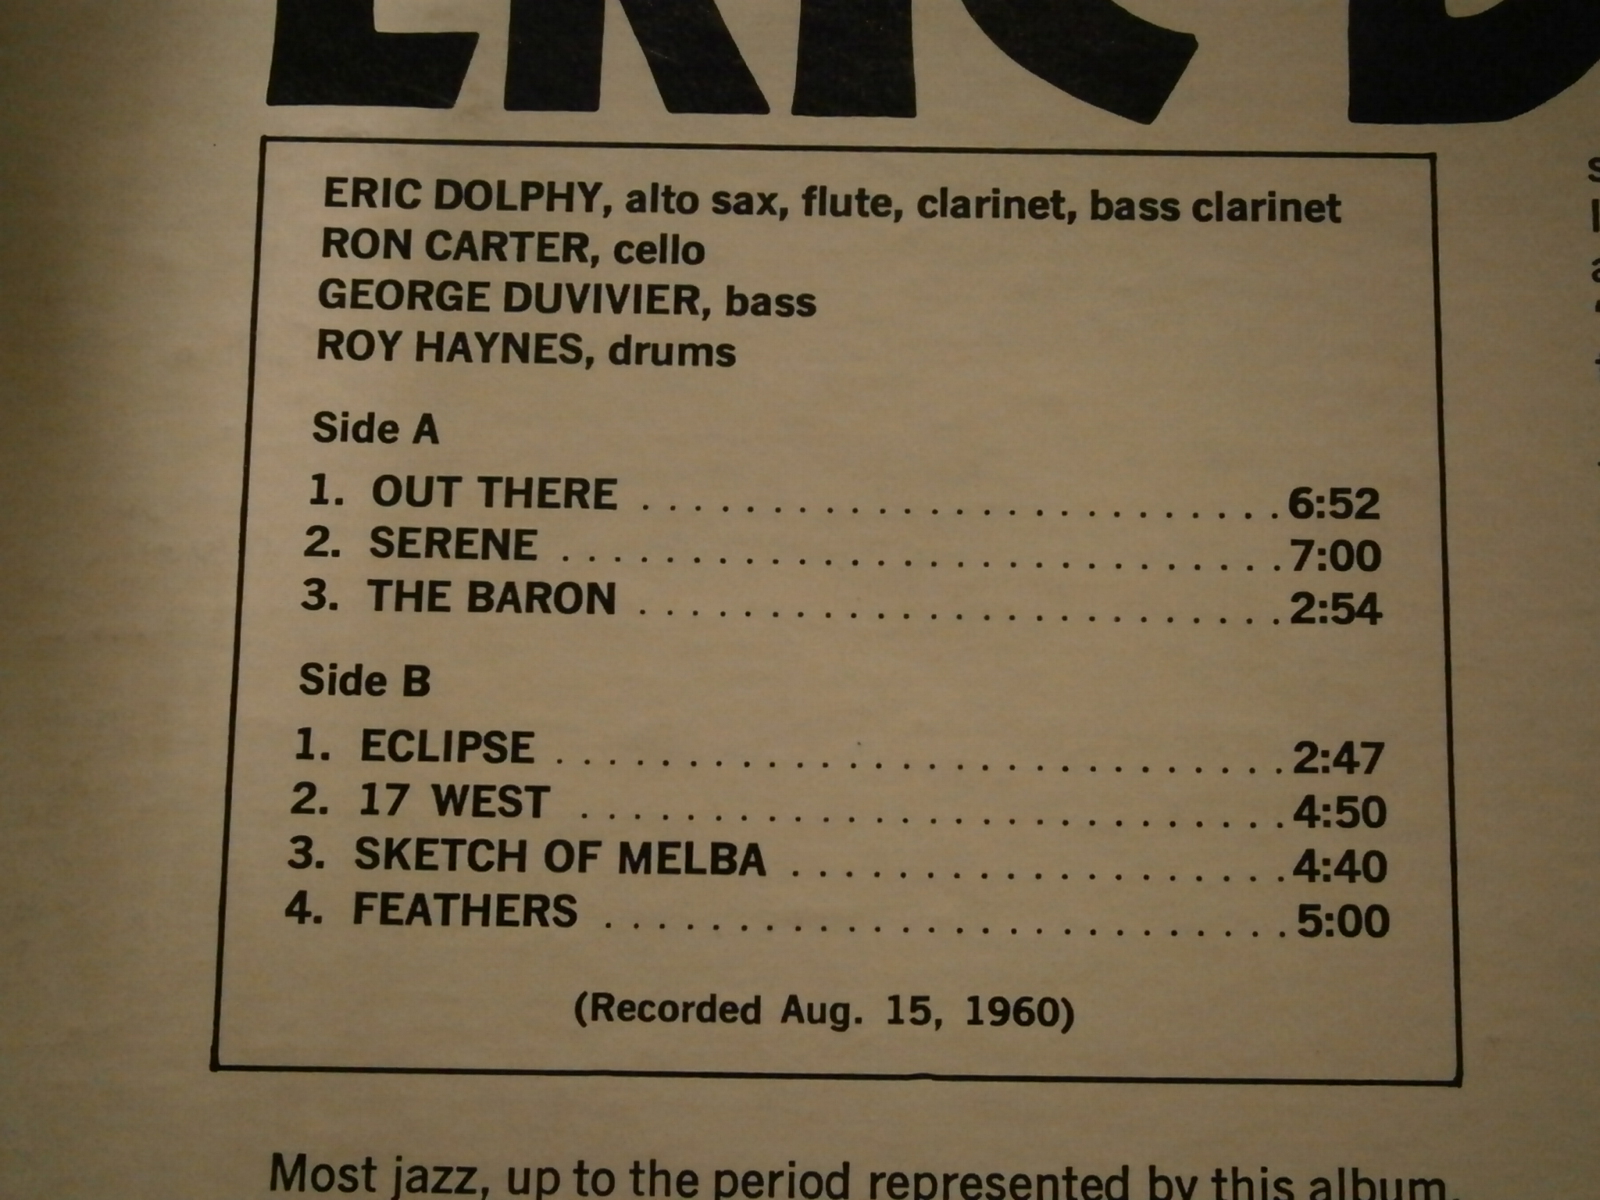 ERIC D
ERIC DOLPHY, alto sax, flute, clarinet, bass clarinet
RON CARTER, cello
GEORGE DUVIVIER, bass
ROY HAYNES, drums
Side A
1. OUT THERE . . . . . . . . . . . . . . . . . . . . . . . . . 6:52
2. SERENE . . . . . . . . . . . . . . . . . . . . . . . . . . . . 7:00
3. THE BARON . . . . . . . . . . . . . . . . . . . . . . . . . 2:54
Side B
1. ECLIPSE . . . . . . . . . . . . . . . . . . . . . . . . . . . . 2:47
2. 17 WEST . . . . . . . . . . . . . . . . . . . . . . . . . . . 4:50
3. SKETCH OF MELBA . . . . . . . . . . . . . . . . . . . 4:40
4. FEATHERS . . . . . . . . . . . . . . . . . . . . . . . . . . 5:00
(Recorded Aug. 15, 1960)
Most jazz, up to the period represented by this album,